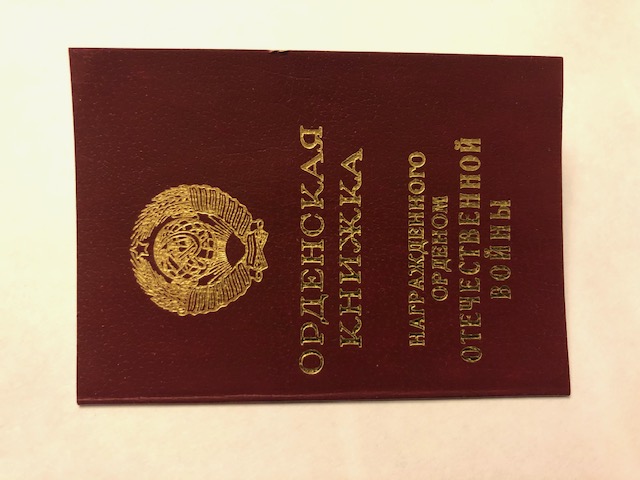 ОРДЕНСКАЯ
КНИЖКА
НАГРАЖДЕННОГО
ОРДЕНОМ
ОТЕЧЕСТВЕННОЙ
ВОЙНЫ